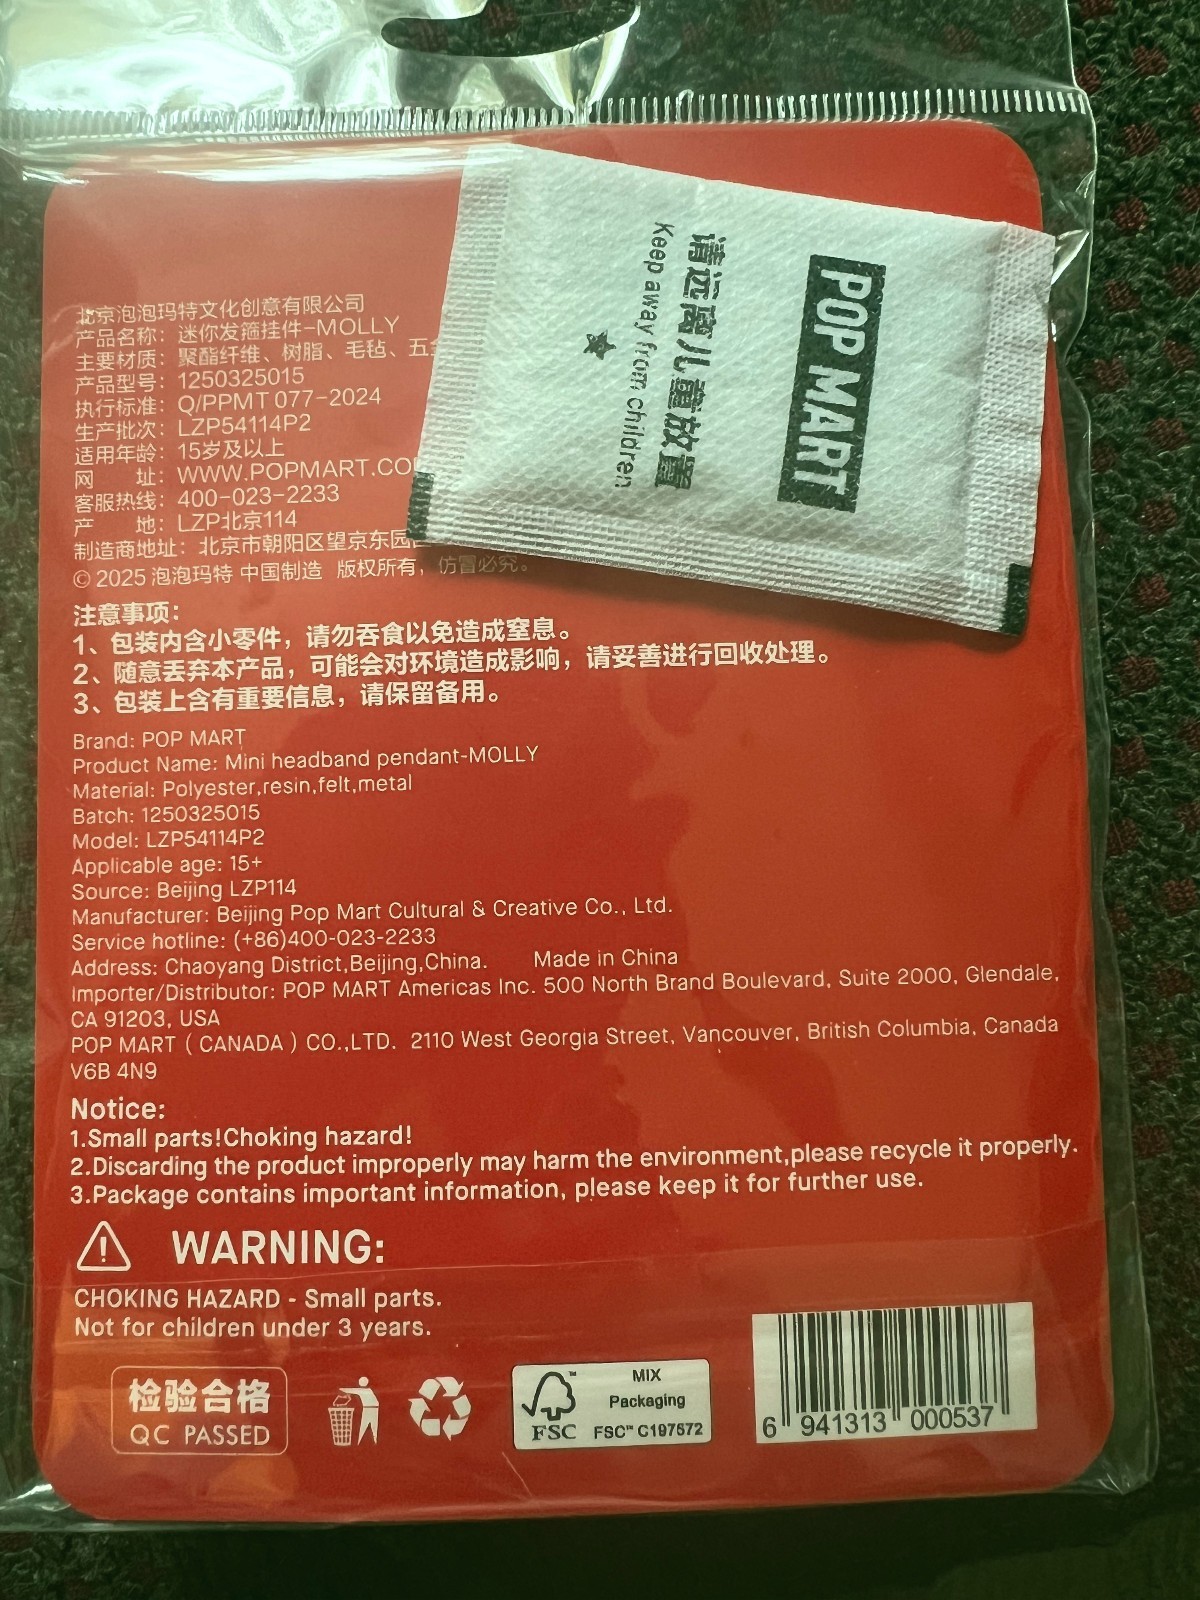 北京泡泡玛特文化创意有限公司
产品名称：迷你发箍挂件-MOLLY
主要材质：聚酯纤维、树脂、毛毡、五
产品型号：1250325015
执行标准：Q/PPMT 077-2024
生产批次：LZP54114P2
适用年龄：15岁及以上
网 址：WWW.POPMART.CO
客服热线：400-023-2233
产 地：LZP北京114
制造商地址：北京市朝阳区望京东园
© 2025 泡泡玛特 中国制造 版权所有，仿冒必究。
POP MART
请远离儿童放置
Keep away from children
注意事项：
1、包装内含小零件，请勿吞食以免造成窒息。
2、随意丢弃本产品，可能会对环境造成影响，请妥善进行回收处理。
3、包装上含有重要信息，请保留备用。
Brand: POP MART
Product Name: Mini headband pendant-MOLLY
Material: Polyester,resin,felt,metal
Batch: 1250325015
Model: LZP54114P2
Applicable age: 15+
Source: Beijing LZP114
Manufacturer: Beijing Pop Mart Cultural & Creative Co., Ltd.
Service hotline: (+86)400-023-2233
Address: Chaoyang District,Beijing,China. Made in China
Importer/Distributor: POP MART Americas Inc. 500 North Brand Boulevard, Suite 2000, Glendale,
CA 91203, USA
POP MART ( CANADA ) CO.,LTD. 2110 West Georgia Street, Vancouver, British Columbia, Canada
V6B 4N9
Notice:
1.Small parts!Choking hazard!
2.Discarding the product improperly may harm the environment,please recycle it properly.
3.Package contains important information, please keep it for further use.
WARNING:
CHOKING HAZARD - Small parts.
Not for children under 3 years.
检验合格
QC PASSED
FSC
MIX
Packaging
FSC™ C197672
6 941313 000537